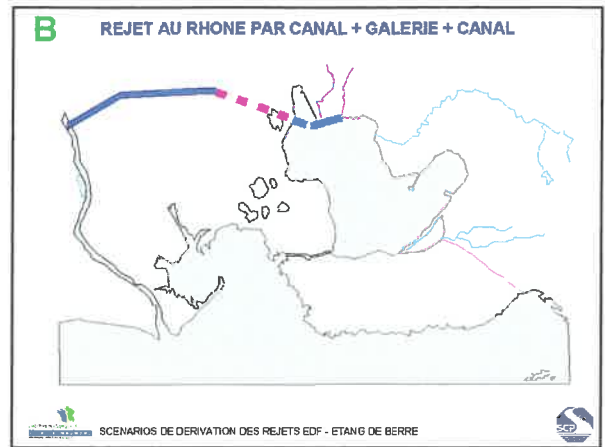 B
REJET AU RHONE PAR CANAL + GALERIE + CANAL
SCENARIOS DE DERIVATION DES REJETS EDF - ETANG DE BERRE
SCP